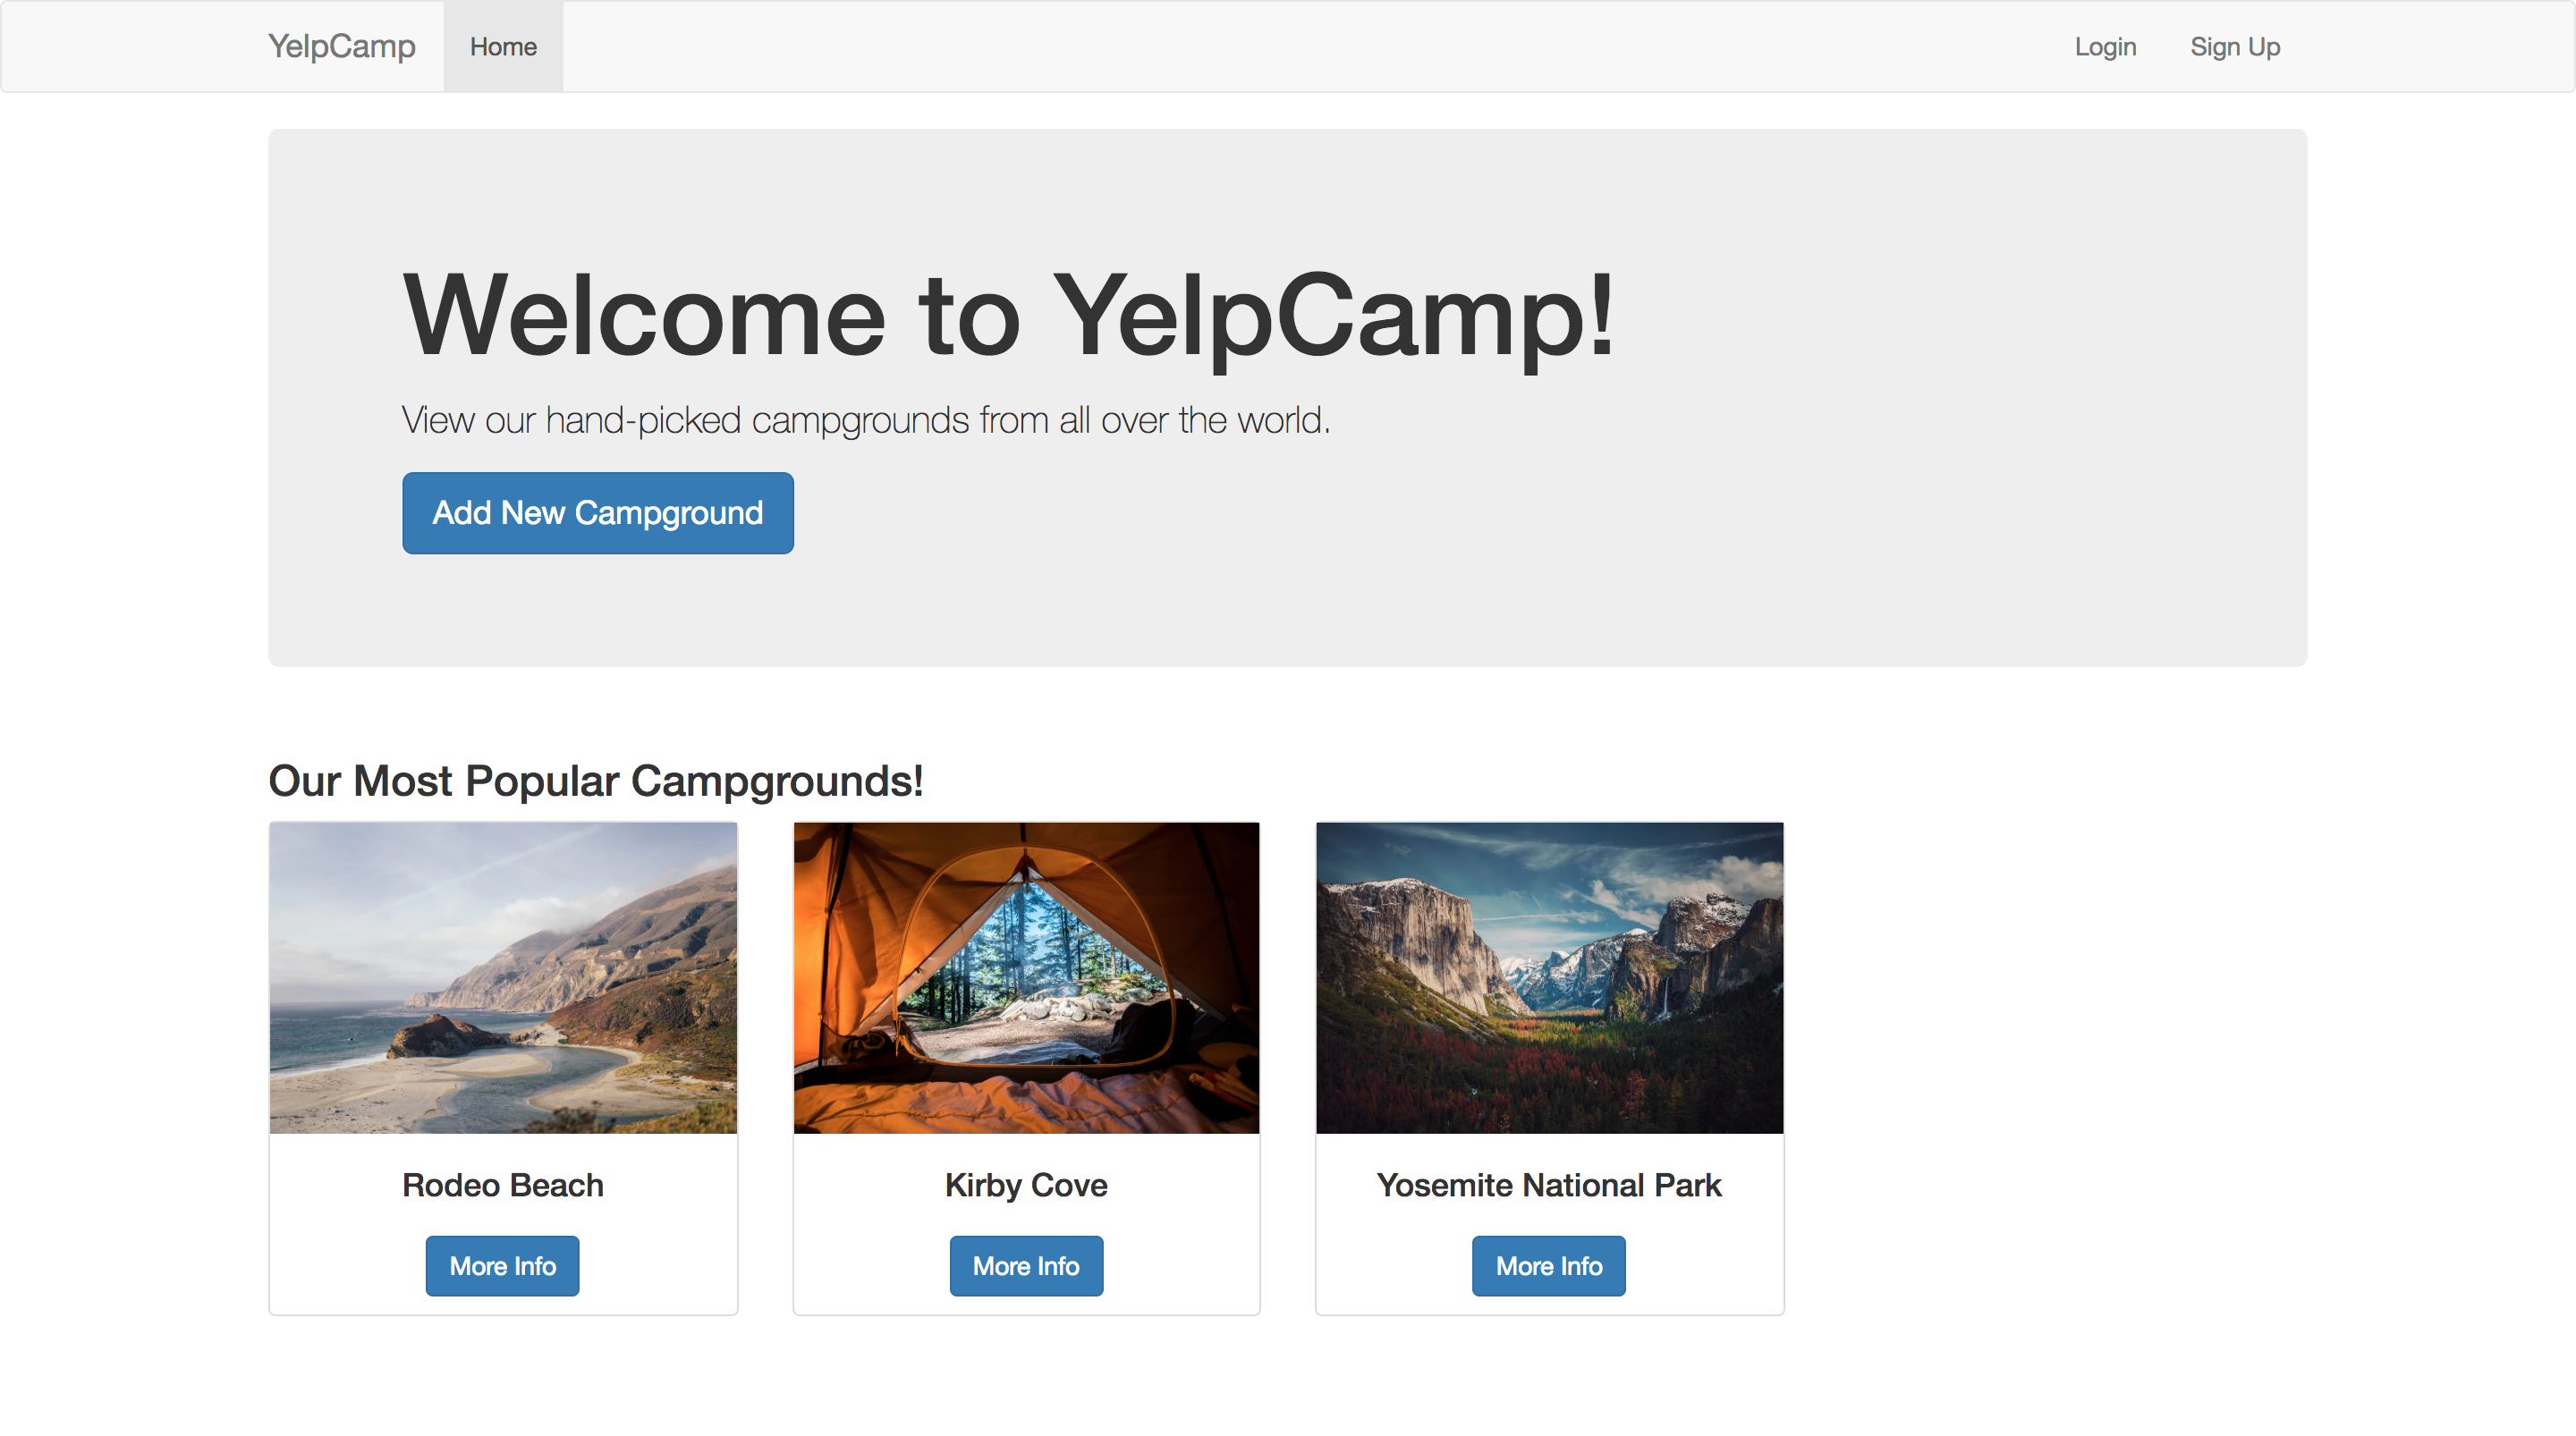 YelpCamp Home Login Sign Up
Welcome to YelpCamp!
View our hand-picked campgrounds from all over the world.
Add New Campground
Our Most Popular Campgrounds!
Rodeo Beach
More Info
Kirby Cove
More Info
Yosemite National Park
More Info